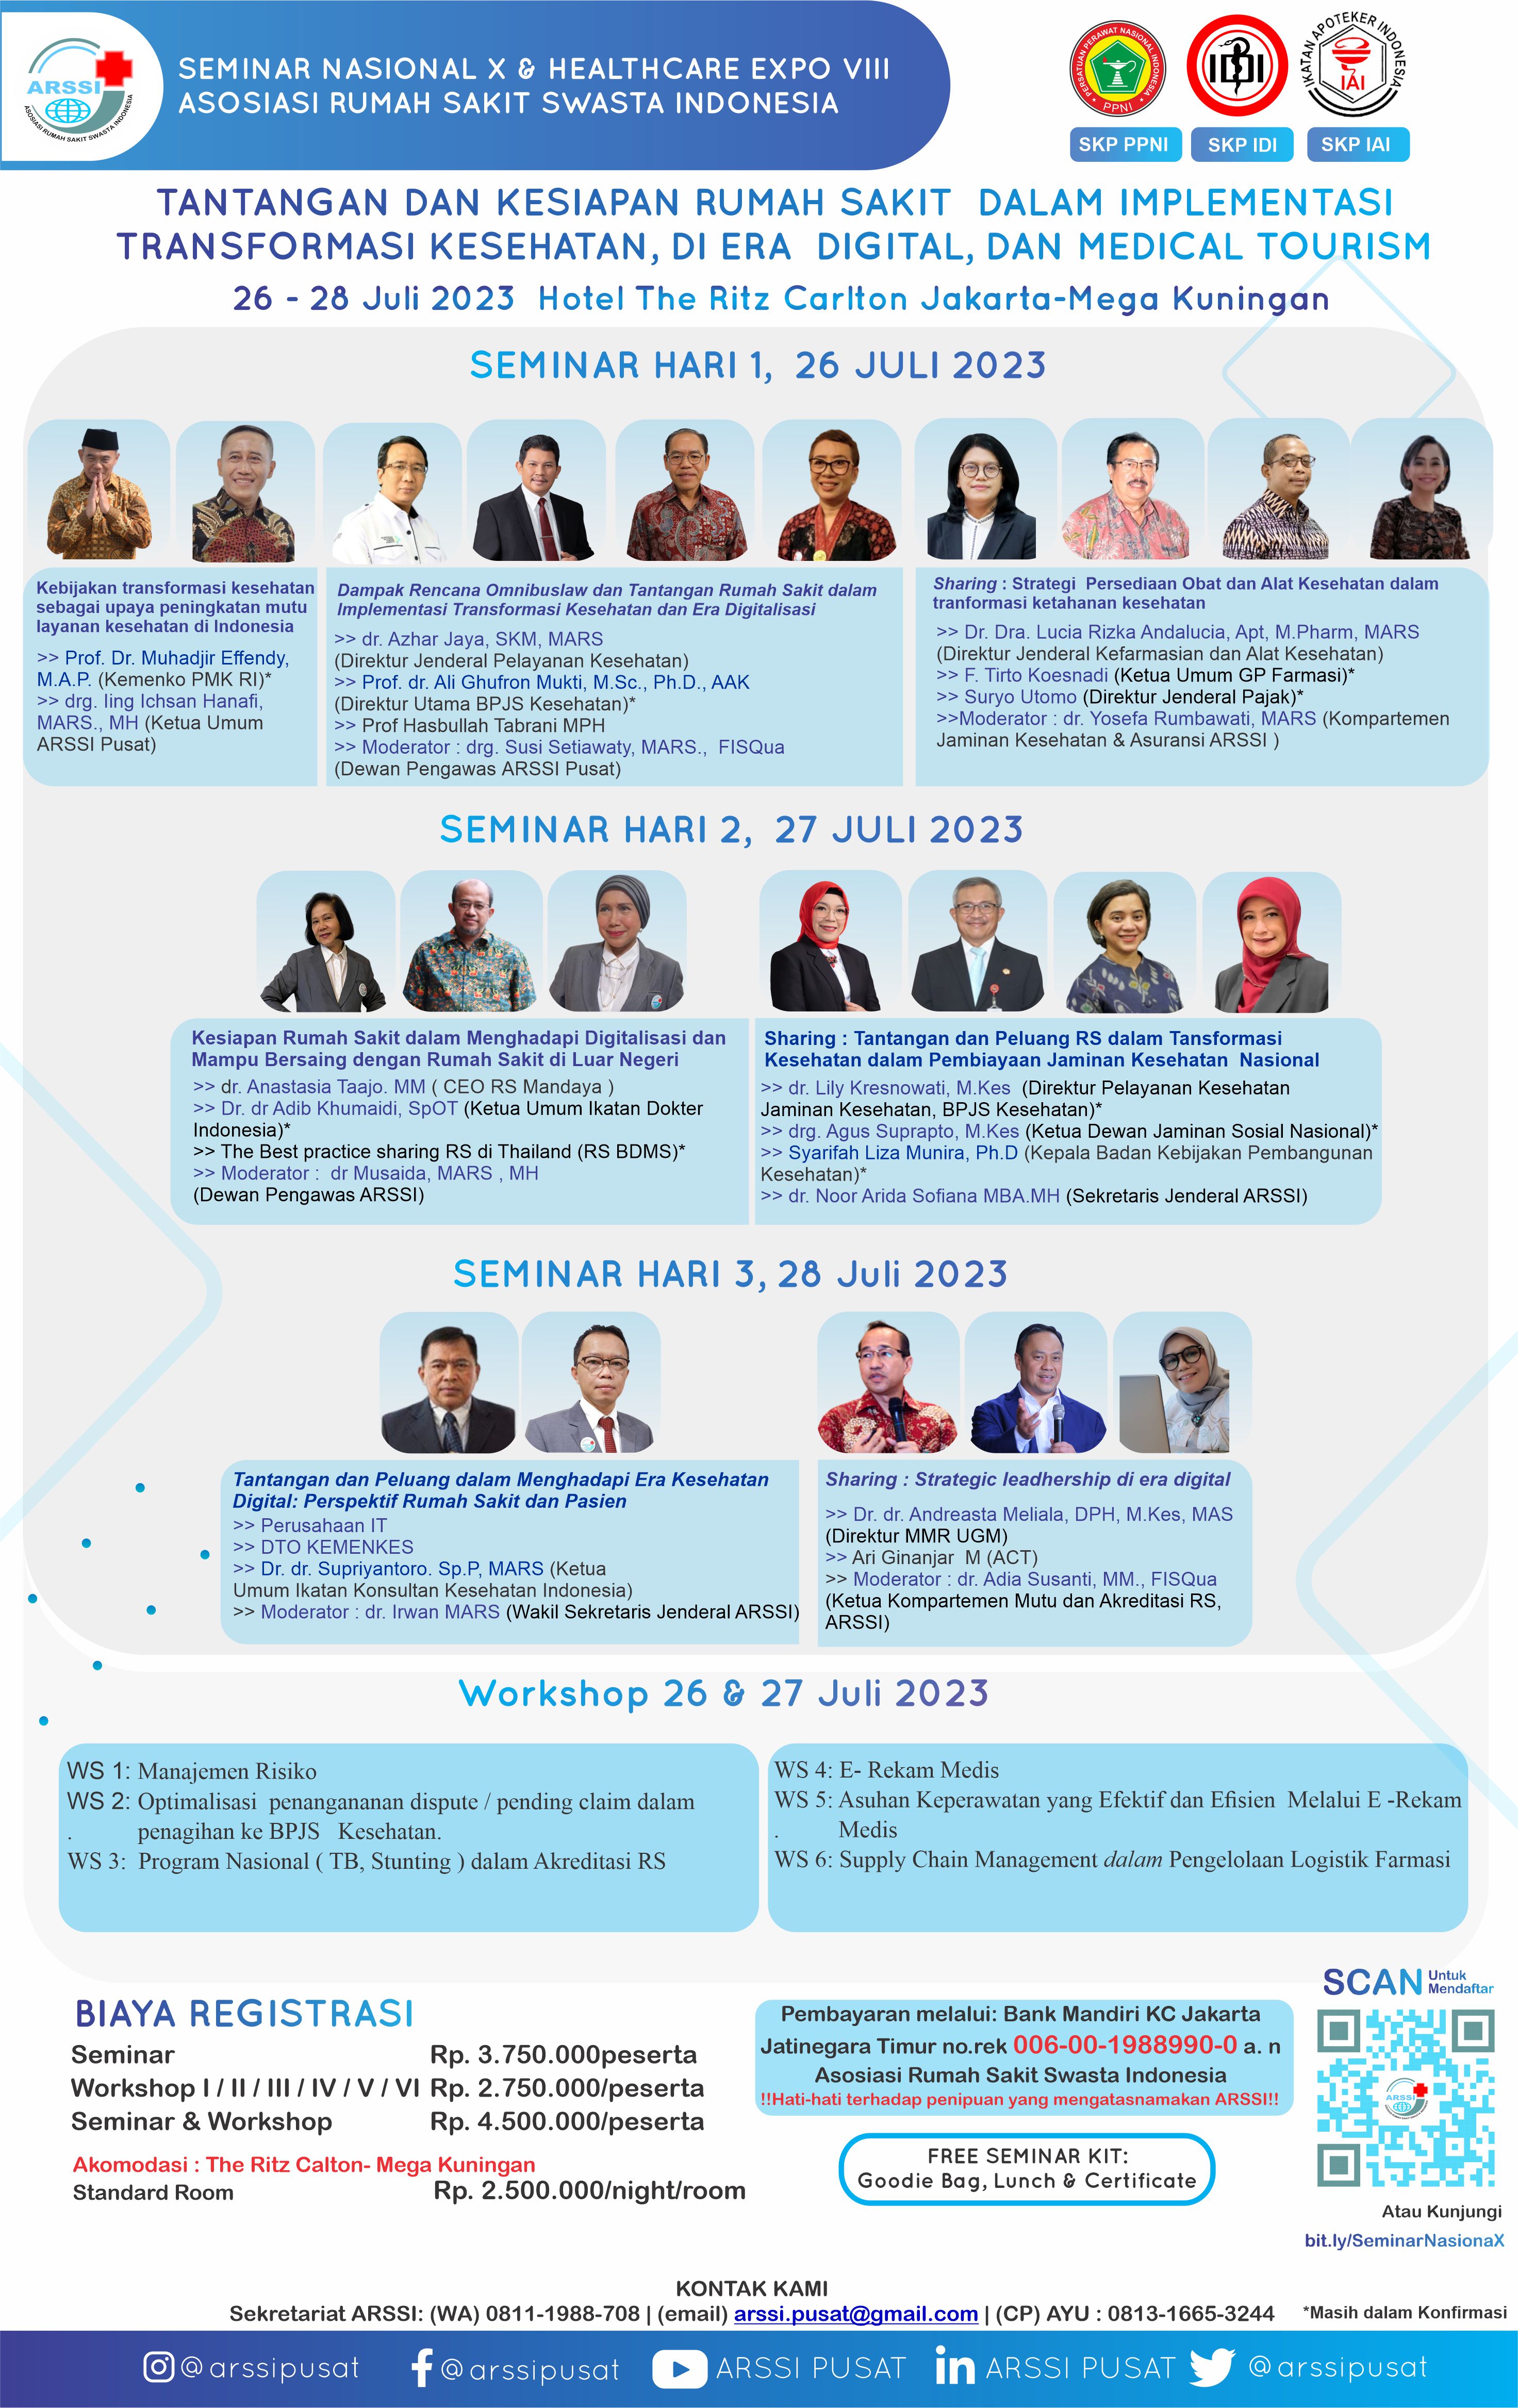 ARSSI
ASOSIASI RUMAH SAKIT SWASTA INDONESIA
SEMINAR NASIONAL X & HEALTHCARE EXPO VIII
ASOSIASI RUMAH SAKIT SWASTA INDONESIA
PERSATUAN PERAWAT NASIONAL INDONESIA
PPNI
IDI
IKATAN APOTEKER INDONESIA
IAI
SKP PPNI
SKP IDI
SKP IAI
TANTANGAN DAN KESIAPAN RUMAH SAKIT DALAM IMPLEMENTASI
TRANSFORMASI KESEHATAN, DI ERA DIGITAL, DAN MEDICAL TOURISM
26 - 28 Juli 2023 Hotel The Ritz Carlton Jakarta-Mega Kuningan
SEMINAR HARI 1, 26 JULI 2023
Kebijakan transformasi kesehatan
sebagai upaya peningkatan mutu
layanan kesehatan di Indonesia
>> Prof. Dr. Muhadjir Effendy,
M.A.P. (Kemenko PMK RI)*
>> drg. Iing Ichsan Hanafi,
MARS., MH (Ketua Umum
ARSSI Pusat)
Dampak Rencana Omnibuslaw dan Tantangan Rumah Sakit dalam
Implementasi Transformasi Kesehatan dan Era Digitalisasi
>> dr. Azhar Jaya, SKM, MARS
(Direktur Jenderal Pelayanan Kesehatan)
>> Prof. dr. Ali Ghufron Mukti, M.Sc., Ph.D., AAK
(Direktur Utama BPJS Kesehatan)*
>> Prof Hasbullah Tabrani MPH
>> Moderator : drg. Susi Setiawaty, MARS., FISQua
(Dewan Pengawas ARSSI Pusat)
Sharing : Strategi Persediaan Obat dan Alat Kesehatan dalam
tranformasi ketahanan kesehatan
>> Dr. Dra. Lucia Rizka Andalucia, Apt, M.Pharm, MARS
(Direktur Jenderal Kefarmasian dan Alat Kesehatan)
>> F. Tirto Koesnadi (Ketua Umum GP Farmasi)*
>> Suryo Utomo (Direktur Jenderal Pajak)*
>>Moderator : dr. Yosefa Rumbawati, MARS (Kompartemen
Jaminan Kesehatan & Asuransi ARSSI )
SEMINAR HARI 2, 27 JULI 2023
Kesiapan Rumah Sakit dalam Menghadapi Digitalisasi dan
Mampu Bersaing dengan Rumah Sakit di Luar Negeri
>> dr. Anastasia Taajo. MM ( CEO RS Mandaya )
>> Dr. dr Adib Khumaidi, SpOT (Ketua Umum Ikatan Dokter
Indonesia)*
>> The Best practice sharing RS di Thailand (RS BDMS)*
>> Moderator : dr Musaida, MARS , MH
(Dewan Pengawas ARSSI)
Sharing : Tantangan dan Peluang RS dalam Tansformasi
Kesehatan dalam Pembiayaan Jaminan Kesehatan Nasional
>> dr. Lily Kresnowati, M.Kes (Direktur Pelayanan Kesehatan
Jaminan Kesehatan, BPJS Kesehatan)*
>> drg. Agus Suprapto, M.Kes (Ketua Dewan Jaminan Sosial Nasional)*
>> Syarifah Liza Munira, Ph.D (Kepala Badan Kebijakan Pembangunan
Kesehatan)*
>> dr. Noor Arida Sofiana MBA.MH (Sekretaris Jenderal ARSSI)
SEMINAR HARI 3, 28 Juli 2023
Tantangan dan Peluang dalam Menghadapi Era Kesehatan
Digital: Perspektif Rumah Sakit dan Pasien
>> Perusahaan IT
>> DTO KEMENKES
>> Dr. dr. Supriyantoro. Sp.P, MARS (Ketua
Umum Ikatan Konsultan Kesehatan Indonesia)
>> Moderator : dr. Irwan MARS (Wakil Sekretaris Jenderal ARSSI)
Sharing : Strategic leadhership di era digital
>> Dr. dr. Andreasta Meliala, DPH, M.Kes, MAS
(Direktur MMR UGM)
>> Ari Ginanjar M (ACT)
>> Moderator : dr. Adia Susanti, MM., FISQua
(Ketua Kompartemen Mutu dan Akreditasi RS,
ARSSI)
Workshop 26 & 27 Juli 2023
WS 1: Manajemen Risiko
WS 2: Optimalisasi penangananan dispute / pending claim dalam
. penagihan ke BPJS Kesehatan.
WS 3: Program Nasional ( TB, Stunting ) dalam Akreditasi RS
WS 4: E- Rekam Medis
WS 5: Asuhan Keperawatan yang Efektif dan Efisien Melalui E -Rekam
. Medis
WS 6: Supply Chain Management dalam Pengelolaan Logistik Farmasi
BIAYA REGISTRASI
Seminar Rp. 3.750.000peserta
Workshop I / II / III / IV / V / VI Rp. 2.750.000/peserta
Seminar & Workshop Rp. 4.500.000/peserta
Akomodasi : The Ritz Calton- Mega Kuningan
Standard Room Rp. 2.500.000/night/room
Pembayaran melalui: Bank Mandiri KC Jakarta
Jatinegara Timur no.rek 006-00-1988990-0 a. n
Asosiasi Rumah Sakit Swasta Indonesia
!!Hati-hati terhadap penipuan yang mengatasnamakan ARSSI!!
FREE SEMINAR KIT:
Goodie Bag, Lunch & Certificate
SCAN Untuk
Mendaftar
ARSSI
Atau Kunjungi
bit.ly/SeminarNasionaX
KONTAK KAMI
Sekretariat ARSSI: (WA) 0811-1988-708 | (email) arssi.pusat@gmail.com | (CP) AYU : 0813-1665-3244
*Masih dalam Konfirmasi
@arssipusat
@arssipusat
ARSSI PUSAT
in ARSSI PUSAT
@arssipusat